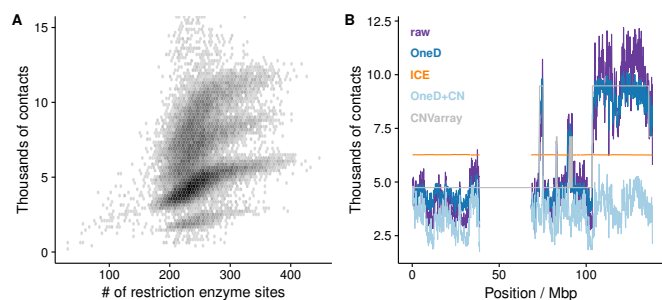 A
Thousands of contacts
15
10
5
0
100
200
300
400
# of restriction enzyme sites
B
Thousands of contacts
12.5
10.0
7.5
5.0
2.5
raw
OneD
ICE
OneD+CN
CNVarray
0
50
100
Position / Mbp